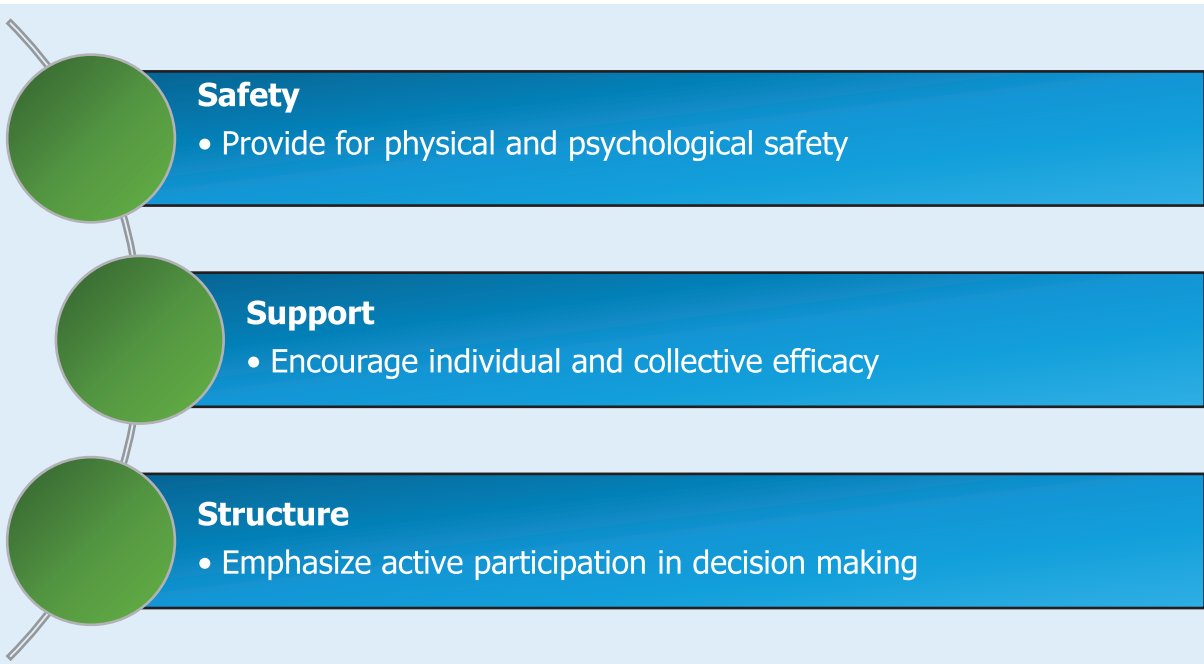 Safety
• Provide for physical and psychological safety
Support
• Encourage individual and collective efficacy
Structure
• Emphasize active participation in decision making